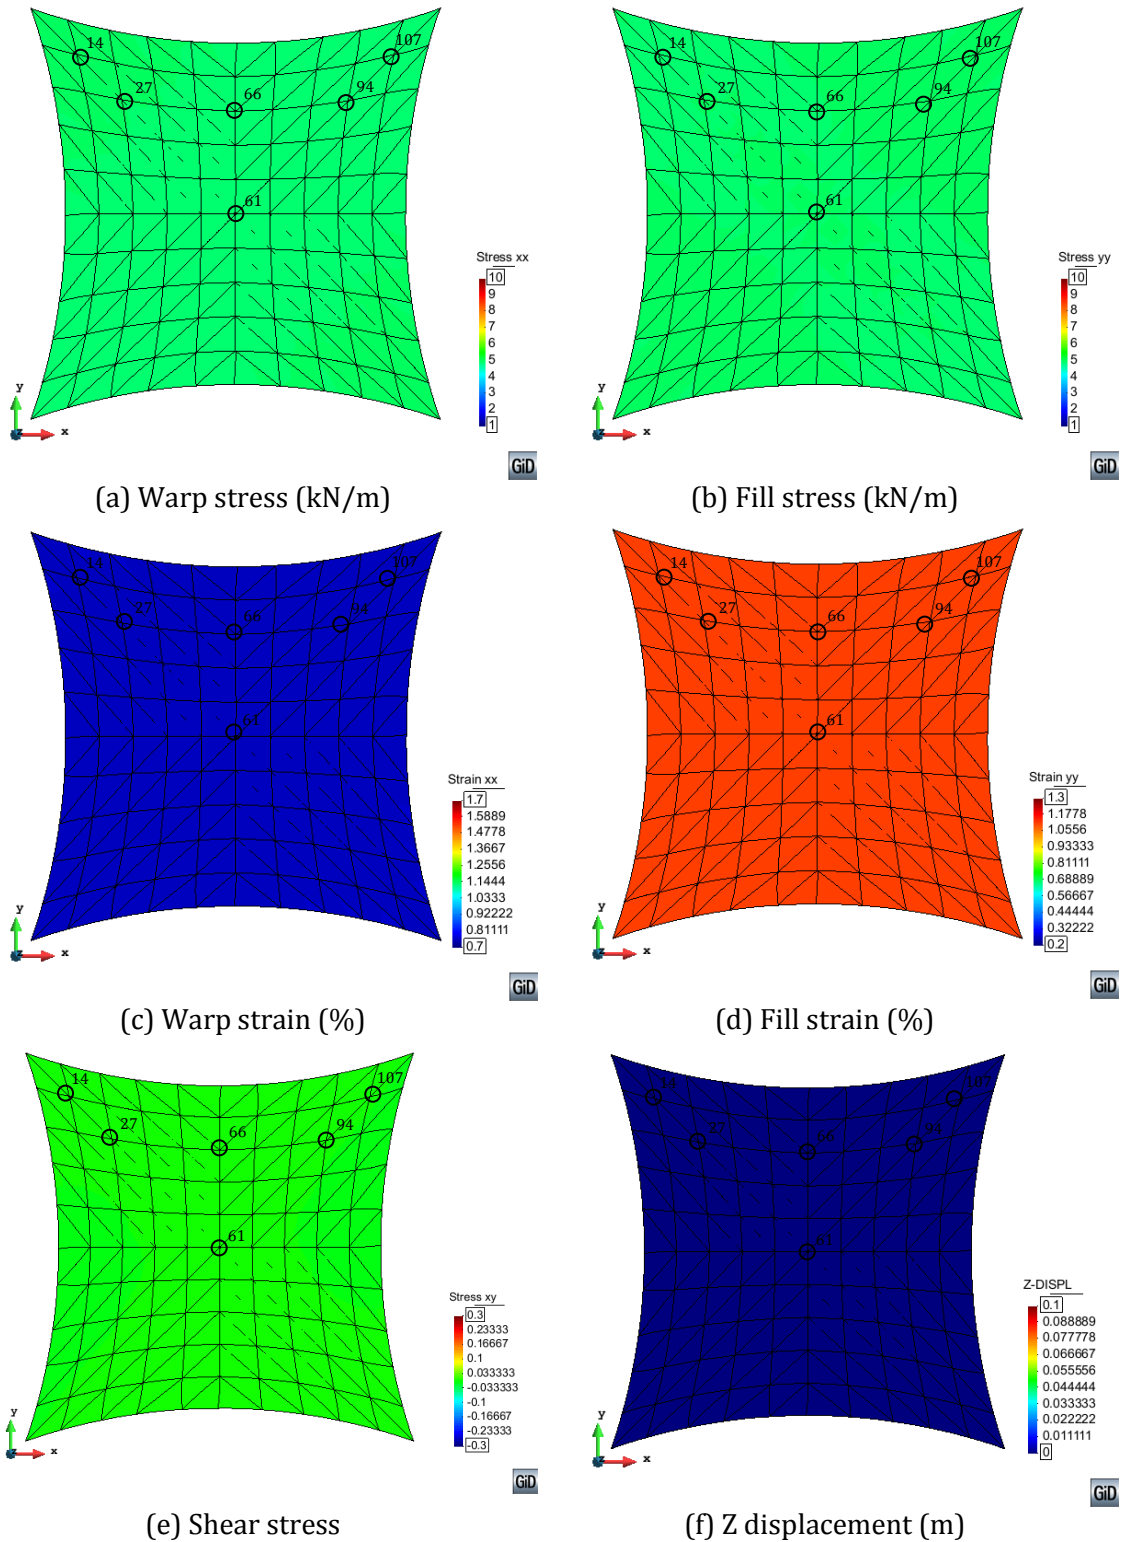 14
107
27
66
94
61
Stress xx
10
9
8
7
6
5
4
3
2
1
y
z
x
GiD
(a) Warp stress (kN/m)
14
107
27
66
94
61
Stress yy
10
9
8
7
6
5
4
3
2
1
y
z
x
GiD
(b) Fill stress (kN/m)
14
107
27
66
94
61
Strain xx
1.7
1.5889
1.4778
1.3667
1.2556
1.1444
1.0333
0.92222
0.81111
0.7
y
z
x
GiD
(c) Warp strain (%)
14
107
27
66
94
61
Strain yy
1.3
1.1778
1.0556
0.93333
0.81111
0.68889
0.56667
0.44444
0.32222
0.2
y
z
x
GiD
(d) Fill strain (%)
14
107
27
66
94
61
Stress xy
0.3
0.23333
0.16667
0.1
0.033333
-0.033333
-0.1
-0.16667
-0.23333
-0.3
y
z
x
GiD
(e) Shear stress
14
107
27
66
94
61
Z-DISPL
0.1
0.088889
0.077778
0.066667
0.055556
0.044444
0.033333
0.022222
0.011111
0
y
z
x
GiD
(f) Z displacement (m)